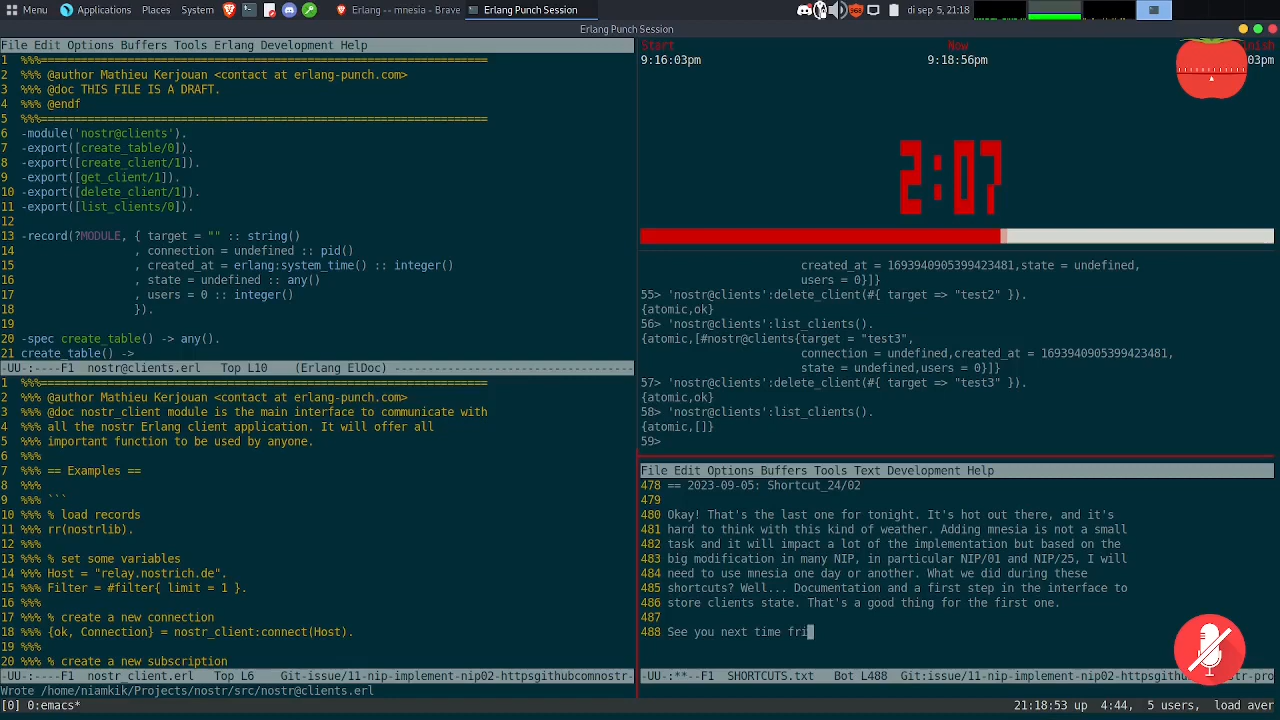 Menu Applications Places System Erlang -- mnesia - Brave Erlang Punch Session 968 di sep 5, 21:18
Erlang Punch Session
File Edit Options Buffers Tools Erlang Development Help
1 %%%===================================================================
2 %%% @author Mathieu Kerjouan <contact at erlang-punch.com>
3 %%% @doc THIS FILE IS A DRAFT.
4 %%% @endf
5 %%%===================================================================
6 -module('nostr@clients').
7 -export([create_table/0]).
8 -export([create_client/1]).
9 -export([get_client/1]).
10 -export([delete_client/1]).
11 -export([list_clients/0]).
12
13 -record(?MODULE, { target = "" :: string()
14 , connection = undefined :: pid()
15 , created_at = erlang:system_time() :: integer()
16 , state = undefined :: any()
17 , users = 0 :: integer()
18 }).
19
20 -spec create_table() -> any().
21 create_table() ->
-UU-:----F1 nostr@clients.erl Top L10 (Erlang ElDoc) -----------------------------------
1 %%%===================================================================
2 %%% @author Mathieu Kerjouan <contact at erlang-punch.com>
3 %%% @doc nostr_client module is the main interface to communicate with
4 %%% all the nostr Erlang client application. It will offer all
5 %%% important function to be used by anyone.
6 %%%
7 %%% == Examples ==
8 %%%
9 %%% ```
10 %%% % load records
11 %%% rr(nostrlib).
12 %%%
13 %%% % set some variables
14 %%% Host = "relay.nostrich.de".
15 %%% Filter = #filter{ limit = 1 }.
16 %%%
17 %%% % create a new connection
18 %%% {ok, Connection} = nostr_client:connect(Host).
19 %%%
20 %%% % create a new subscription
-UU-:----F1 nostr_client.erl Top L6 Git-issue/11-nip-implement-nip02-httpsgithubcomnostr-
Wrote /home/niamkik/Projects/nostr/src/nostr@clients.erl
Start Now nish
9:16:03pm 9:18:56pm 03pm
2:07
created_at = 1693940905399423481,state = undefined,
users = 0}]}
55> 'nostr@clients':delete_client(#{ target => "test2" }).
{atomic,ok}
56> 'nostr@clients':list_clients().
{atomic,[#nostr@clients{target = "test3",
connection = undefined,created_at = 1693940905399423481,
state = undefined,users = 0}]}
57> 'nostr@clients':delete_client(#{ target => "test3" }).
{atomic,ok}
58> 'nostr@clients':list_clients().
{atomic,[]}
59>
File Edit Options Buffers Tools Text Development Help
478 == 2023-09-05: Shortcut_24/02
479
480 Okay! That's the last one for tonight. It's hot out there, and it's
481 hard to think with this kind of weather. Adding mnesia is not a small
482 task and it will impact a lot of the implementation but based on the
483 big modification in many NIP, in particular NIP/01 and NIP/25, I will
484 need to use mnesia one day or another. What we did during these
485 shortcuts? Well... Documentation and a first step in the interface to
486 store clients state. That's a good thing for the first one.
487
488 See you next time fri
-UU-:**--F1 SHORTCUTS.txt Bot L488 Git:issue/11-nip-implement-nip02-httpsgithubcomnostr-pro
[0] 0:emacs* 21:18:53 up 4:44, 5 users, load aver